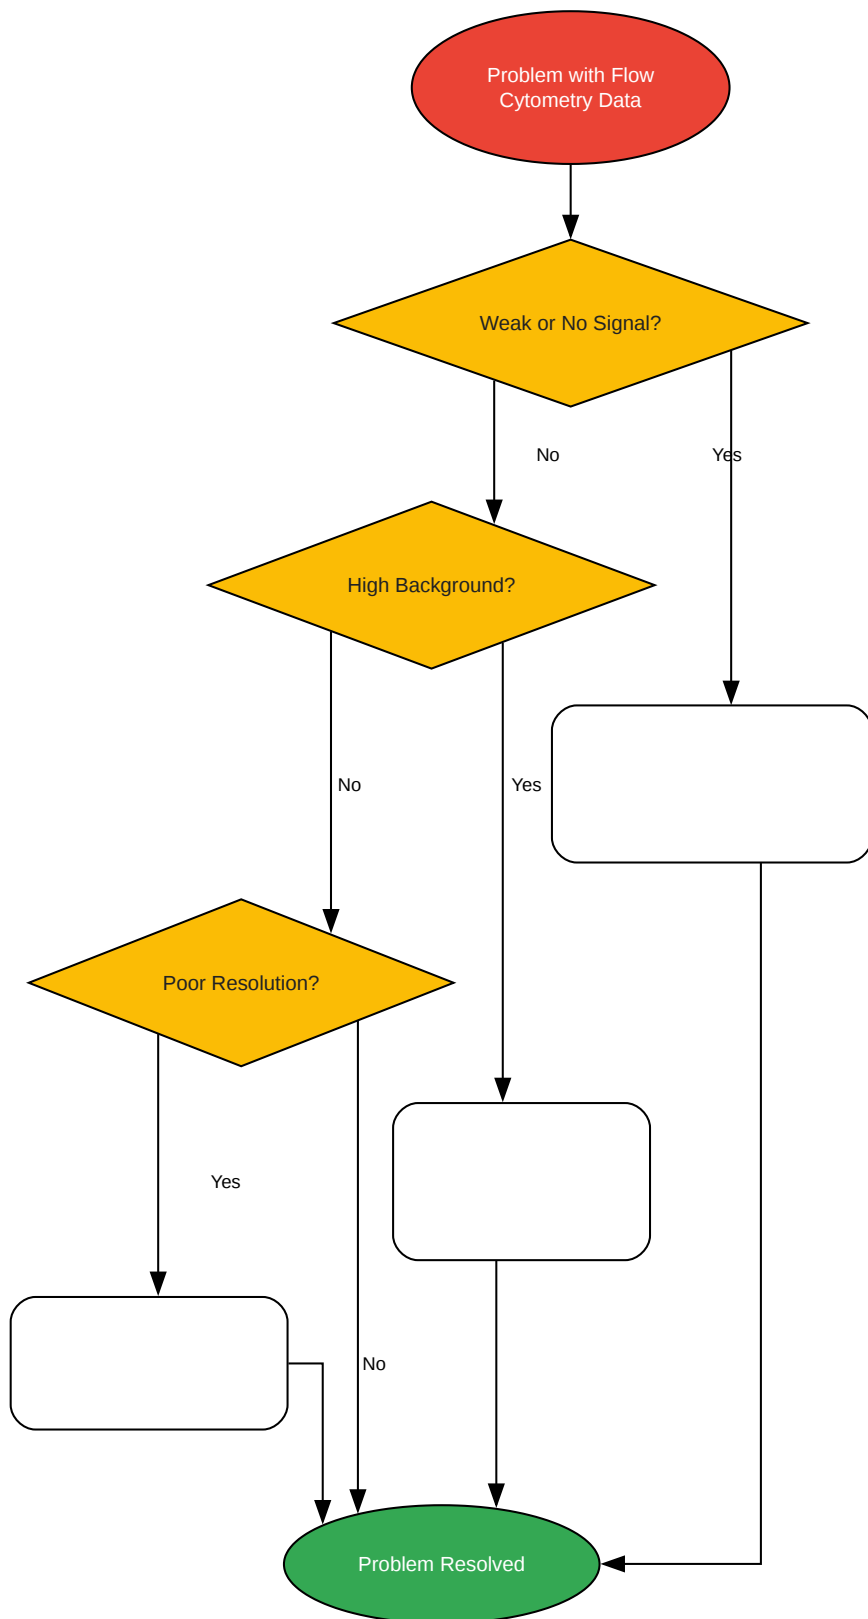 Problem with Flow
Cytometry Data
Weak or No Signal?
No
Yes
High Background?
No
Yes
Poor Resolution?
Yes
No
Problem Resolved